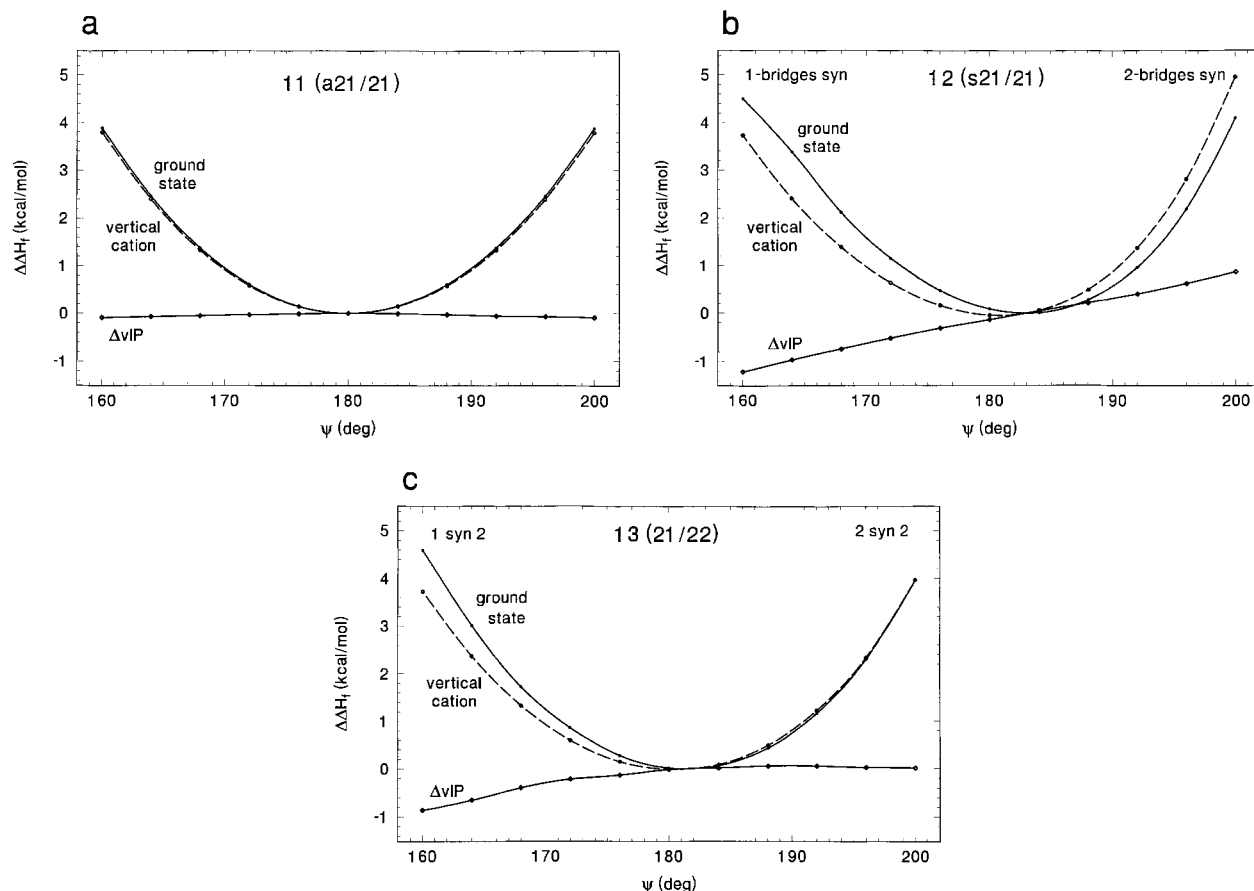 a
11 (a21/21)
ground
state
vertical
cation
ΔvIP
ΔΔHf (kcal/mol)
5
4
3
2
1
0
-1
160
170
180
190
200
ψ (deg)
b
1-bridges syn
12 (s21/21)
2-bridges syn
ground
state
vertical
cation
ΔvIP
ΔΔHf (kcal/mol)
5
4
3
2
1
0
-1
160
170
180
190
200
ψ (deg)
c
1 syn 2
13 (21/22)
2 syn 2
ground
state
vertical
cation
ΔvIP
ΔΔHf (kcal/mol)
5
4
3
2
1
0
-1
160
170
180
190
200
ψ (deg)